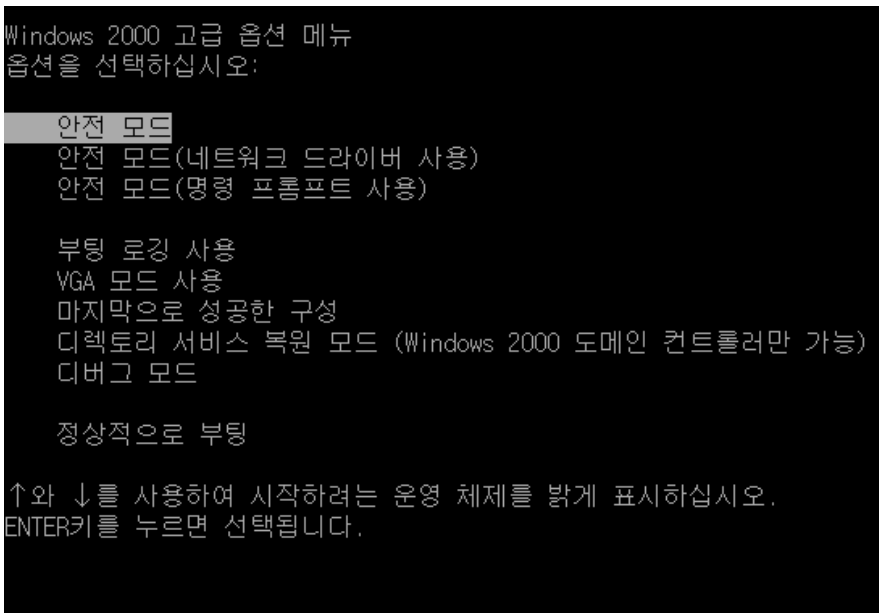 Windows 2000 고급 옵션 메뉴
옵션을 선택하십시오:
안전 모드
안전 모드(네트워크 드라이버 사용)
안전 모드(명령 프롬프트 사용)
부팅 로깅 사용
VGA 모드 사용
마지막으로 성공한 구성
디렉토리 서비스 복원 모드 (Windows 2000 도메인 컨트롤러만 가능)
디버그 모드
정상적으로 부팅
↑와 ↓를 사용하여 시작하려는 운영 체제를 밝게 표시하십시오.
ENTER키를 누르면 선택됩니다.